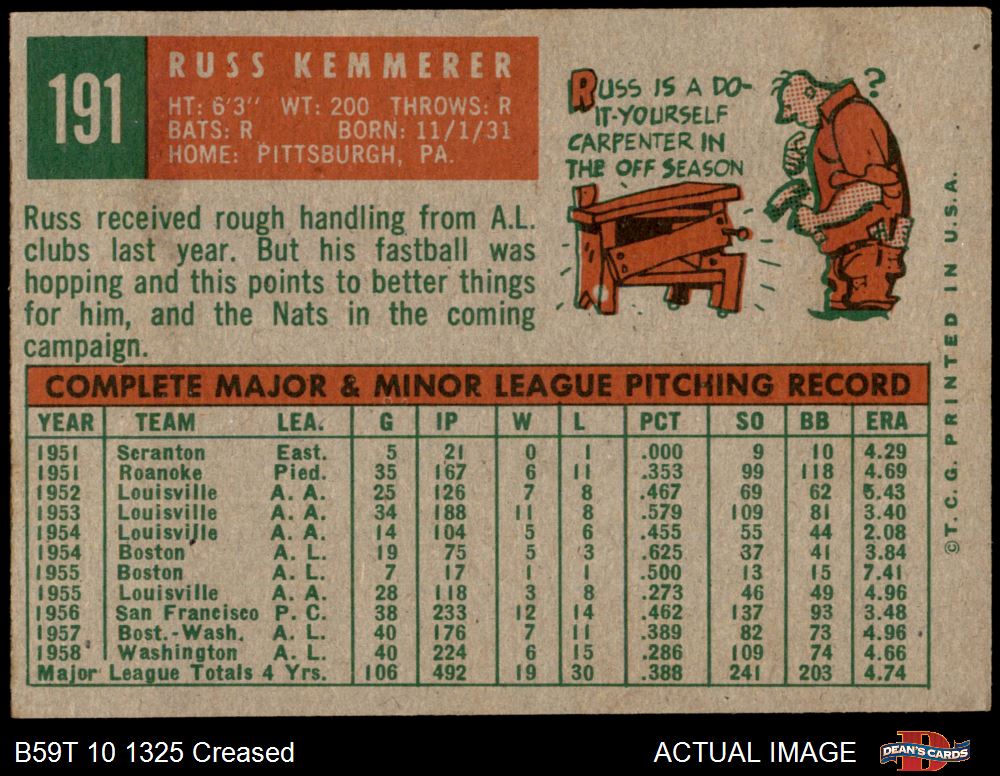 191
RUSS KEMMERER
HT: 6'3" WT: 200 THROWS: R
BATS: R BORN: 11/1/31
HOME: PITTSBURGH, PA.
RUSS IS A DO-
IT-YOURSELF
CARPENTER IN
THE OFF SEASON
?
Russ received rough handling from A.L.
clubs last year. But his fastball was
hopping and this points to better things
for him, and the Nats in the coming
campaign.
COMPLETE MAJOR & MINOR LEAGUE PITCHING RECORD
YEAR TEAM LEA. G IP W L PCT SO BB ERA
1951 Seranton East. 5 21 0 1 .000 9 10 4.29
1951 Roanoke Pied. 35 167 6 11 .353 99 118 4.69
1952 Louisville A. A. 25 126 7 8 .467 69 62 5.43
1953 Louisville A. A. 34 188 11 8 .579 109 81 3.40
1954 Louisville A. A. 14 104 5 6 .455 55 44 2.08
1954 Boston A. L. 19 75 5 3 .625 37 41 3.84
1955 Boston A. L. 7 17 1 1 .500 13 15 7.41
1955 Louisville A. A. 28 118 3 8 .273 46 49 4.96
1956 San Francisco P. C. 38 233 12 14 .462 137 93 3.48
1957 Bost.-Wash. A. L. 40 176 7 11 .389 82 73 4.96
1958 Washington A. L. 40 224 6 15 .286 109 74 4.66
Major League Totals 4 Yrs. 106 492 19 30 .388 241 203 4.74
©T. C. G. PRINTED IN U.S.A.
B59T 10 1325 Creased
ACTUAL IMAGE
DEAN'S CARDS